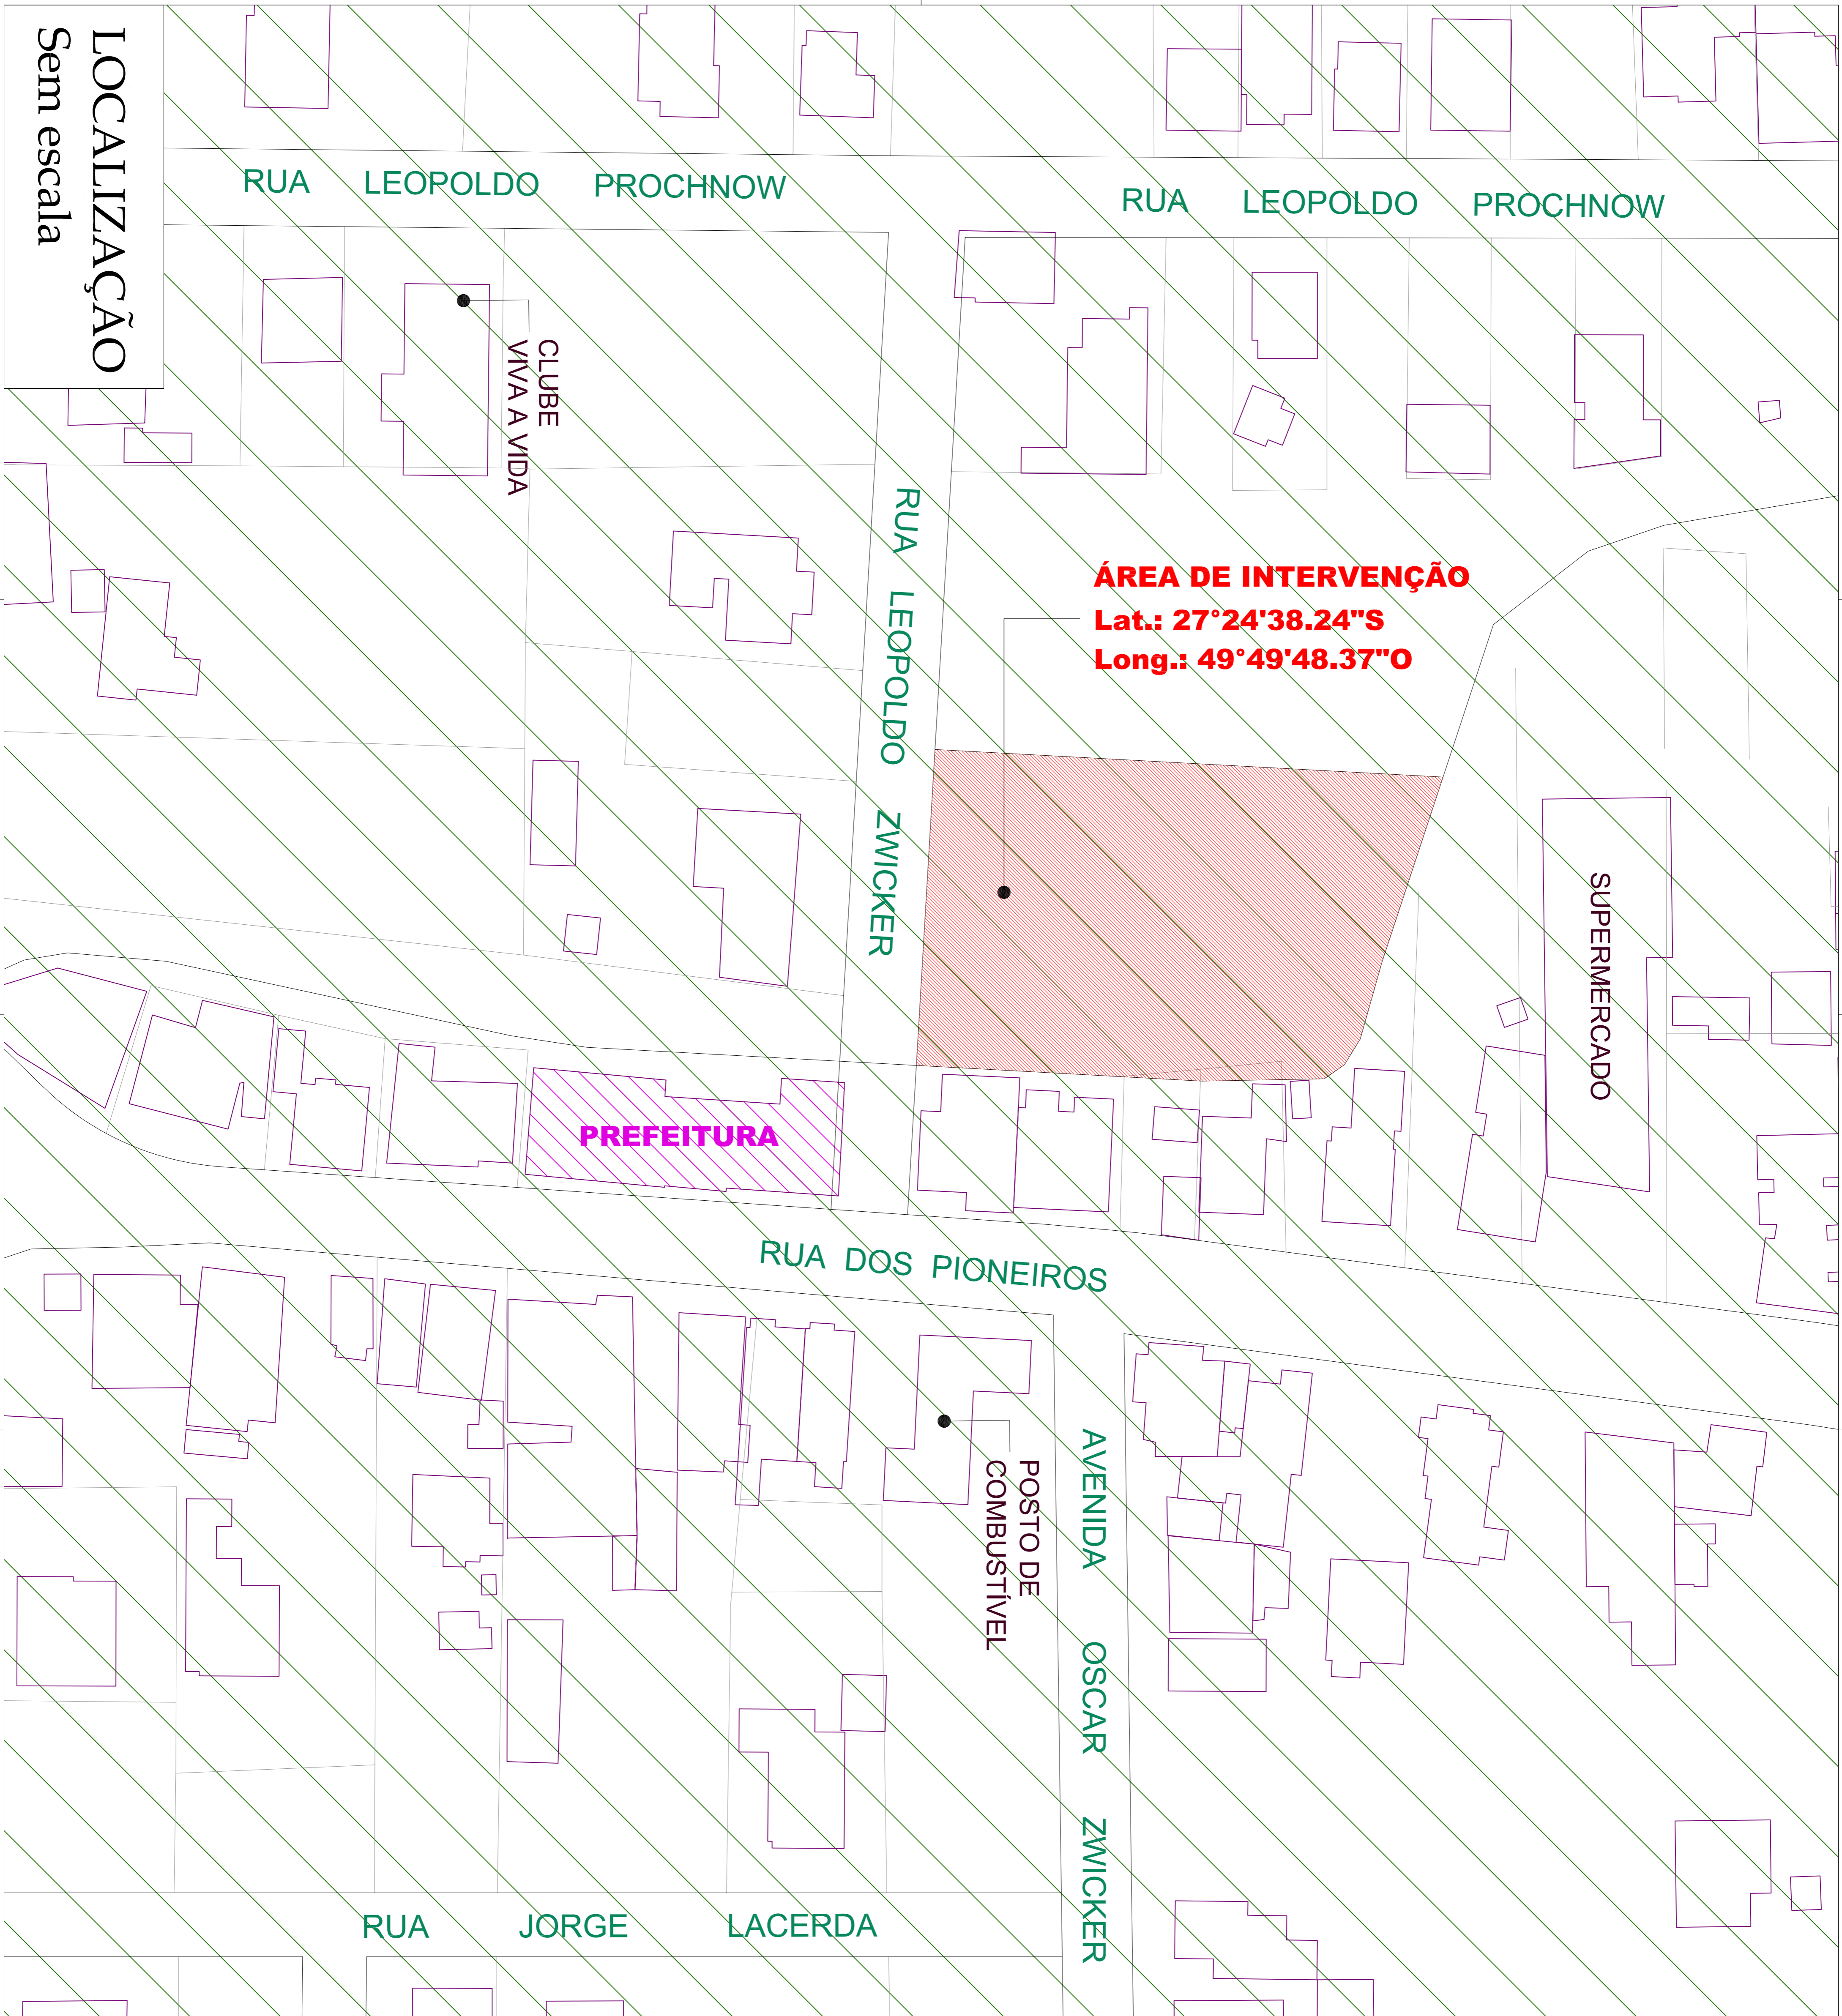 LOCALIZAÇÃO
Sem escala
RUA LEOPOLDO PROCHNOW
RUA LEOPOLDO PROCHNOW
CLUBE
VIVA A VIDA
RUA LEOPOLDO ZWICKER
ÁREA DE INTERVENÇÃO
Lat.: 27°24'38.24"S
Long.: 49°49'48.37"O
SUPERMERCADO
PREFEITURA
RUA DOS PIONEIROS
POSTO DE
COMBUSTÍVEL
AVENIDA OSCAR ZWICKER
RUA JORGE LACERDA